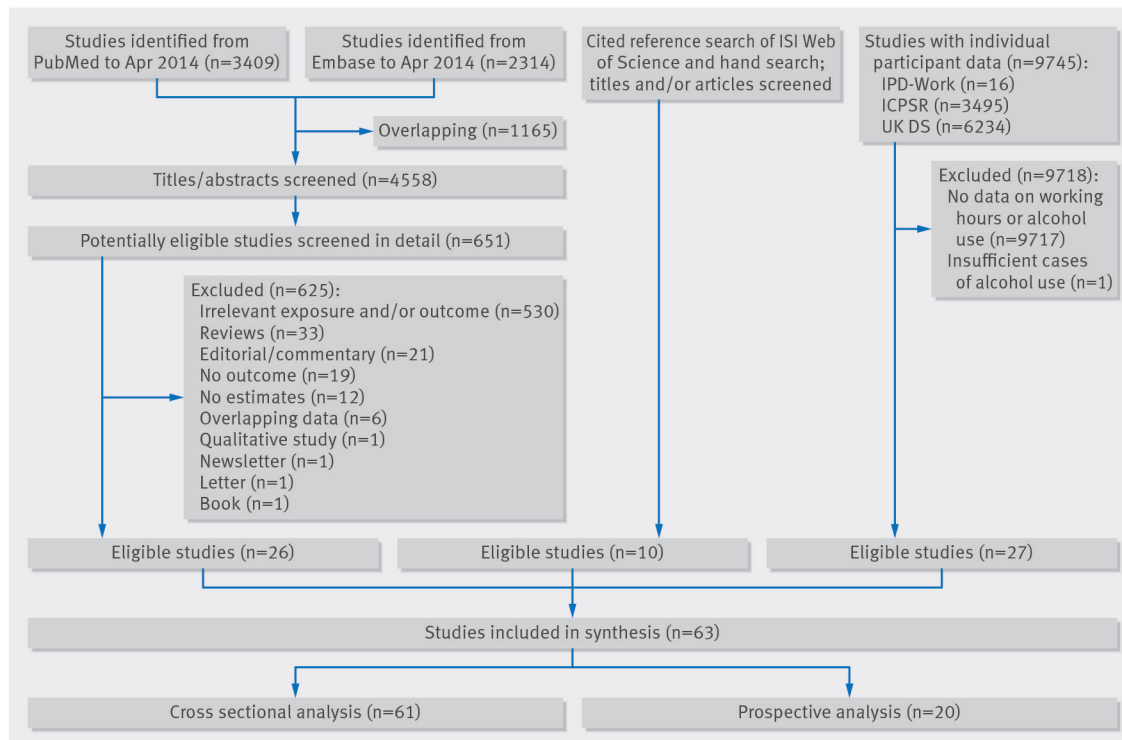 Studies identified from
PubMed to Apr 2014 (n=3409)
Studies identified from
Embase to Apr 2014 (n=2314)
Cited reference search of ISI Web
of Science and hand search;
titles and/or articles screened
Studies with individual
participant data (n=9745):
IPD-Work (n=16)
ICPSR (n=3495)
UK DS (n=6234)
Overlapping (n=1165)
Titles/abstracts screened (n=4558)
Excluded (n=9718):
No data on working
hours or alcohol
use (n=9717)
Insufficient cases
of alcohol use (n=1)
Potentially eligible studies screened in detail (n=651)
Excluded (n=625):
Irrelevant exposure and/or outcome (n=530)
Reviews (n=33)
Editorial/commentary (n=21)
No outcome (n=19)
No estimates (n=12)
Overlapping data (n=6)
Qualitative study (n=1)
Newsletter (n=1)
Letter (n=1)
Book (n=1)
Eligible studies (n=26)
Eligible studies (n=10)
Eligible studies (n=27)
Studies included in synthesis (n=63)
Cross sectional analysis (n=61)
Prospective analysis (n=20)